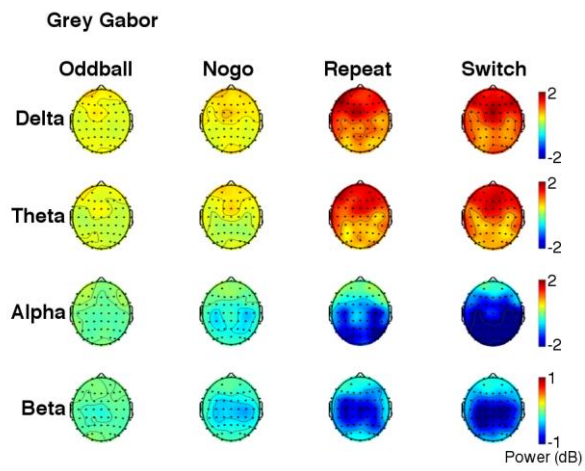 Grey Gabor
Oddball Nogo Repeat Switch
Delta 2
-2
Theta 2
-2
Alpha 2
-2
Beta 1
-1
Power (dB)